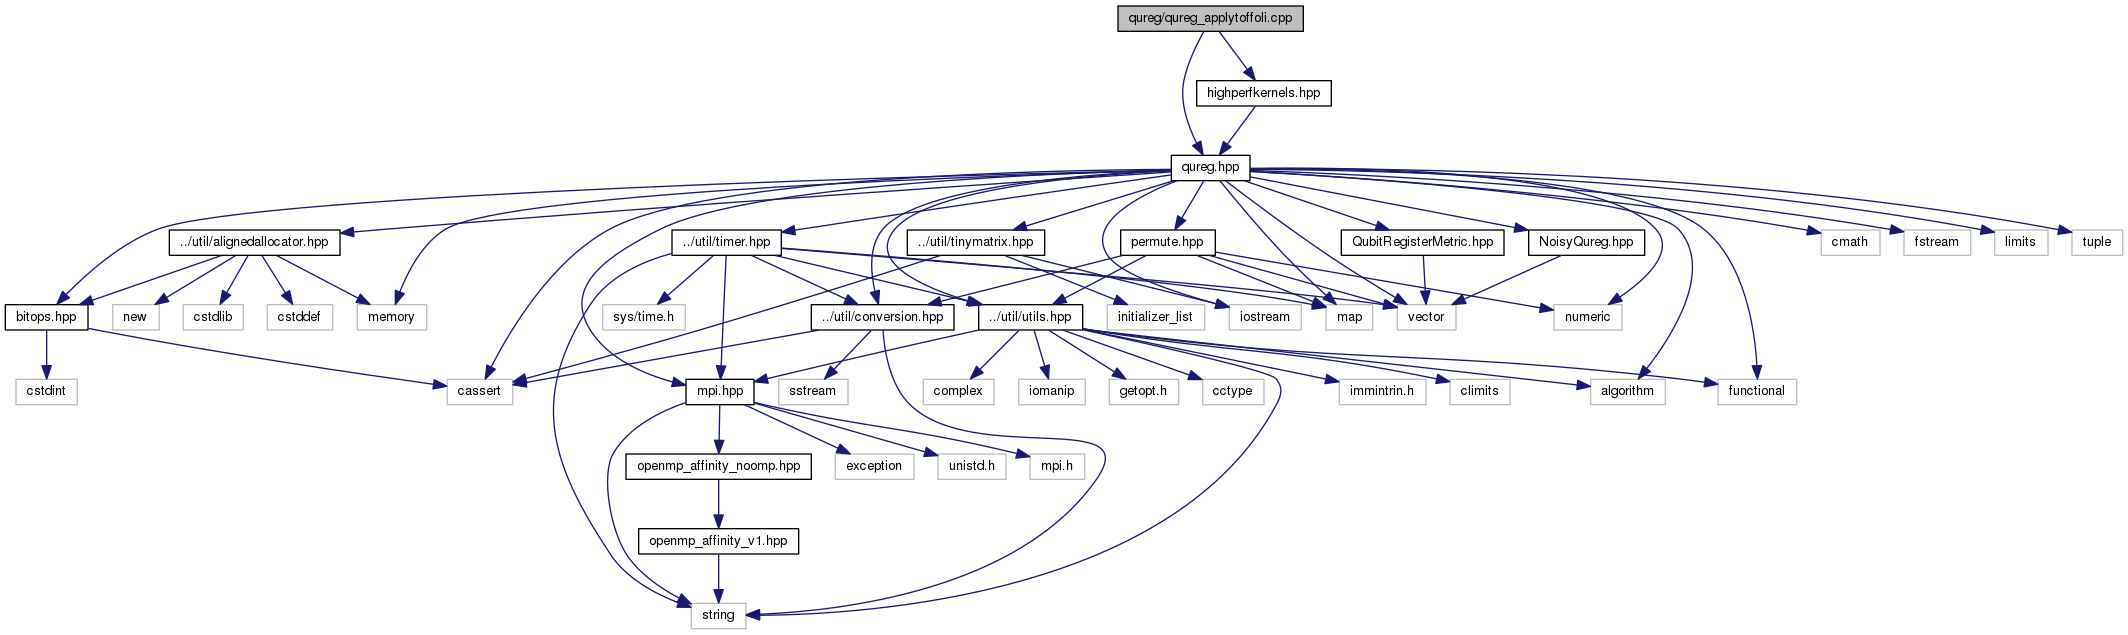 qureg/qureg_applytoffoli.cpp
highperfkernels.hpp
qureg.hpp
../util/alignedallocator.hpp
../util/timer.hpp
../util/tinymatrix.hpp
permute.hpp
QubitRegisterMetric.hpp
NoisyQureg.hpp
cmath
fstream
limits
tuple
bitops.hpp
new
cstdlib
cstddef
memory
sys/time.h
../util/conversion.hpp
../util/utils.hpp
initializer_list
iostream
map
vector
numeric
cstdint
cassert
mpi.hpp
sstream
complex
iomanip
getopt.h
cctype
immintrin.h
climits
algorithm
functional
openmp_affinity_noomp.hpp
exception
unistd.h
mpi.h
openmp_affinity_v1.hpp
string